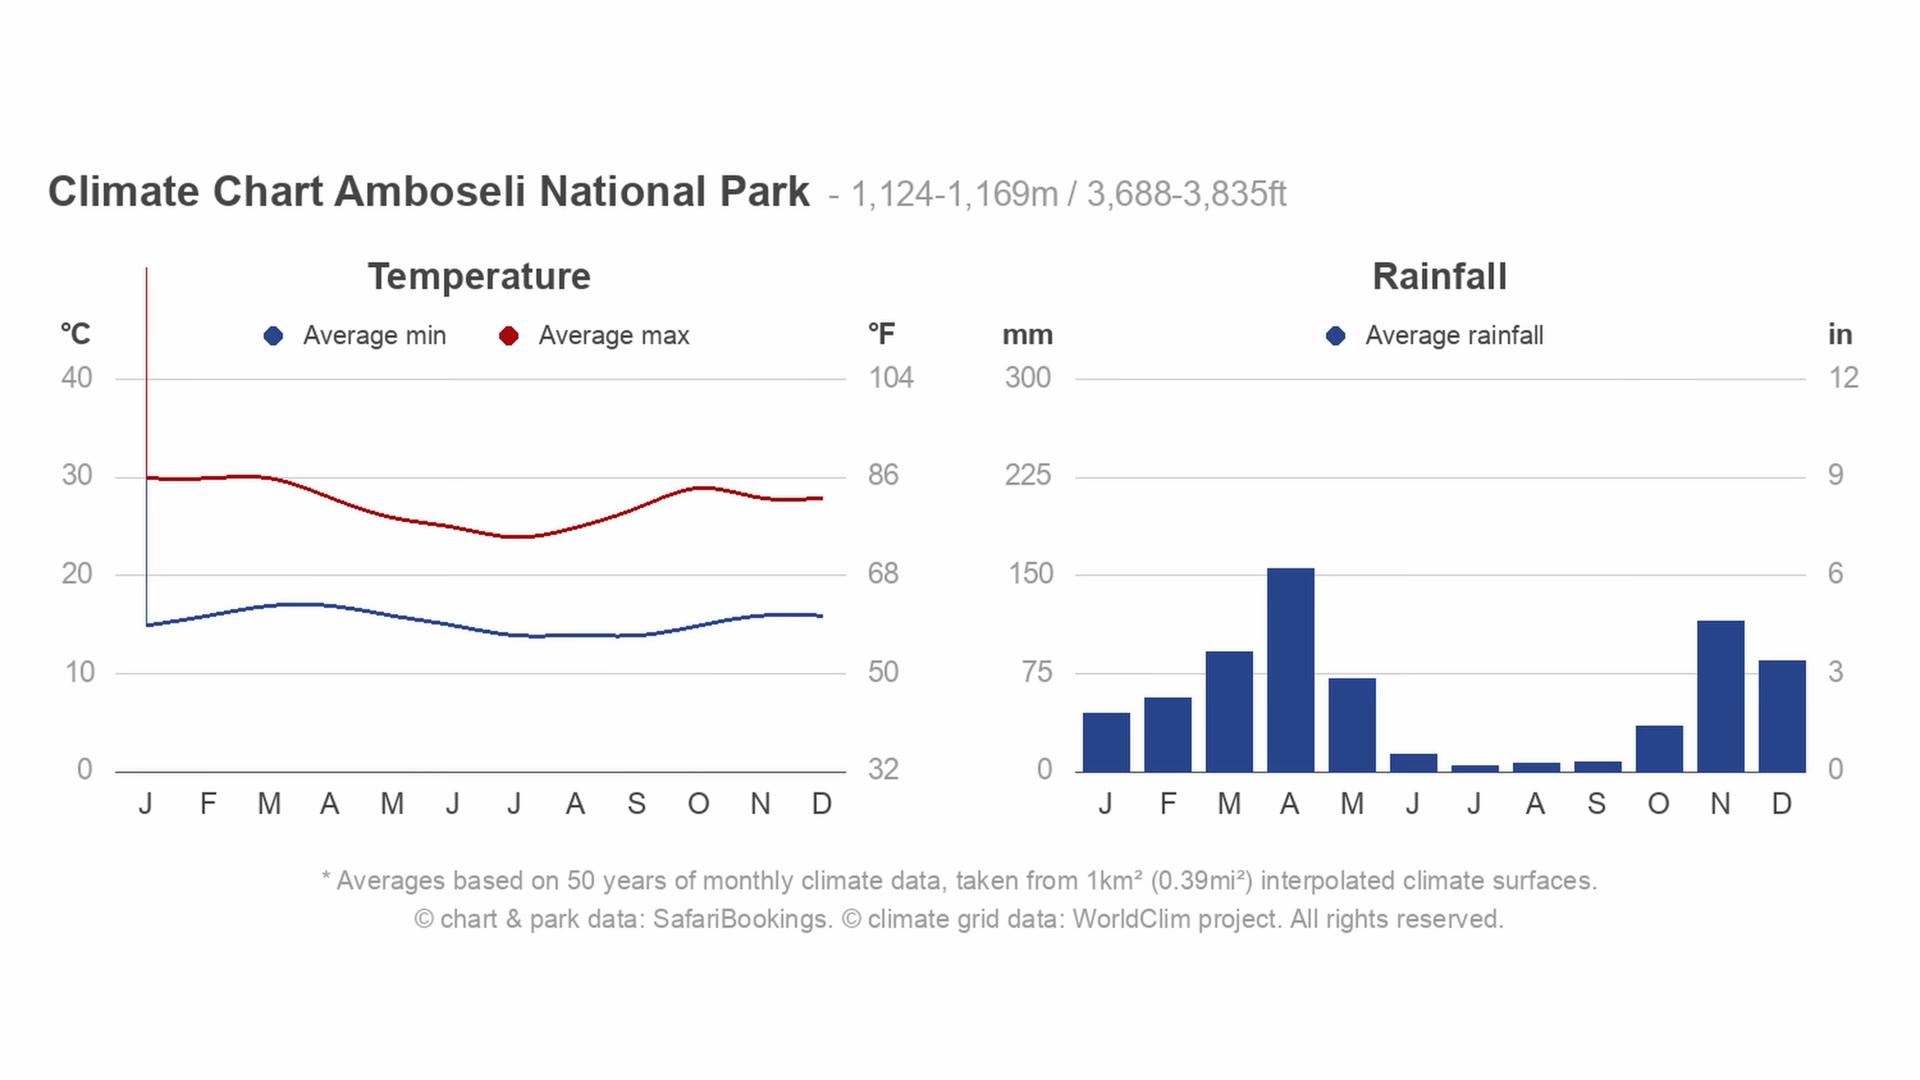 Climate Chart Amboseli National Park - 1,124-1,169m / 3,688-3,835ft
Temperature
°C Average min Average max °F
40 104
30 86
20 68
10 50
0 32
J F M A M J J A S O N D
Rainfall
mm Average rainfall in
300 12
225 9
150 6
75 3
0 0
J F M A M J J A S O N D
* Averages based on 50 years of monthly climate data, taken from 1km² (0.39mi²) interpolated climate surfaces.
© chart & park data: SafariBookings. © climate grid data: WorldClim project. All rights reserved.